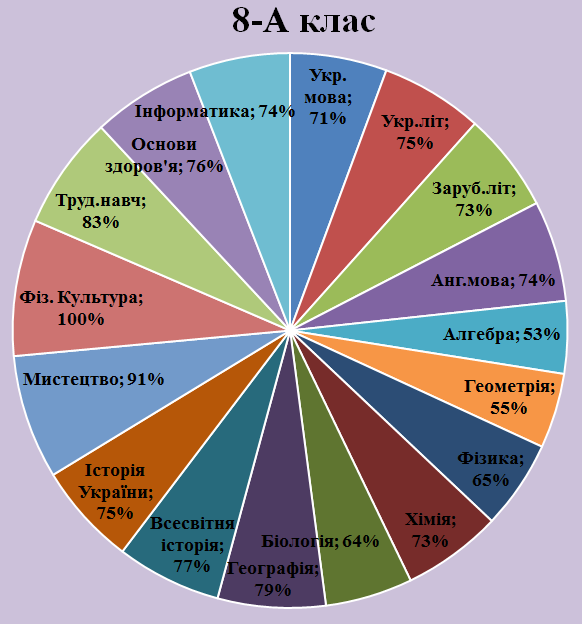 8-А клас
Укр.
мова;
71%
Укр.літ;
75%
Заруб.літ;
73%
Анг.мова; 74%
Алгебра; 53%
Геометрія;
55%
Фізика;
65%
Хімія;
73%
Біологія; 64%
Географія;
79%
Всесвітня
історія;
77%
Історія
України;
75%
Мистецтво; 91%
Фіз. Культура;
100%
Труд.навч;
83%
Основи
здоров'я; 76%
Інформатика; 74%